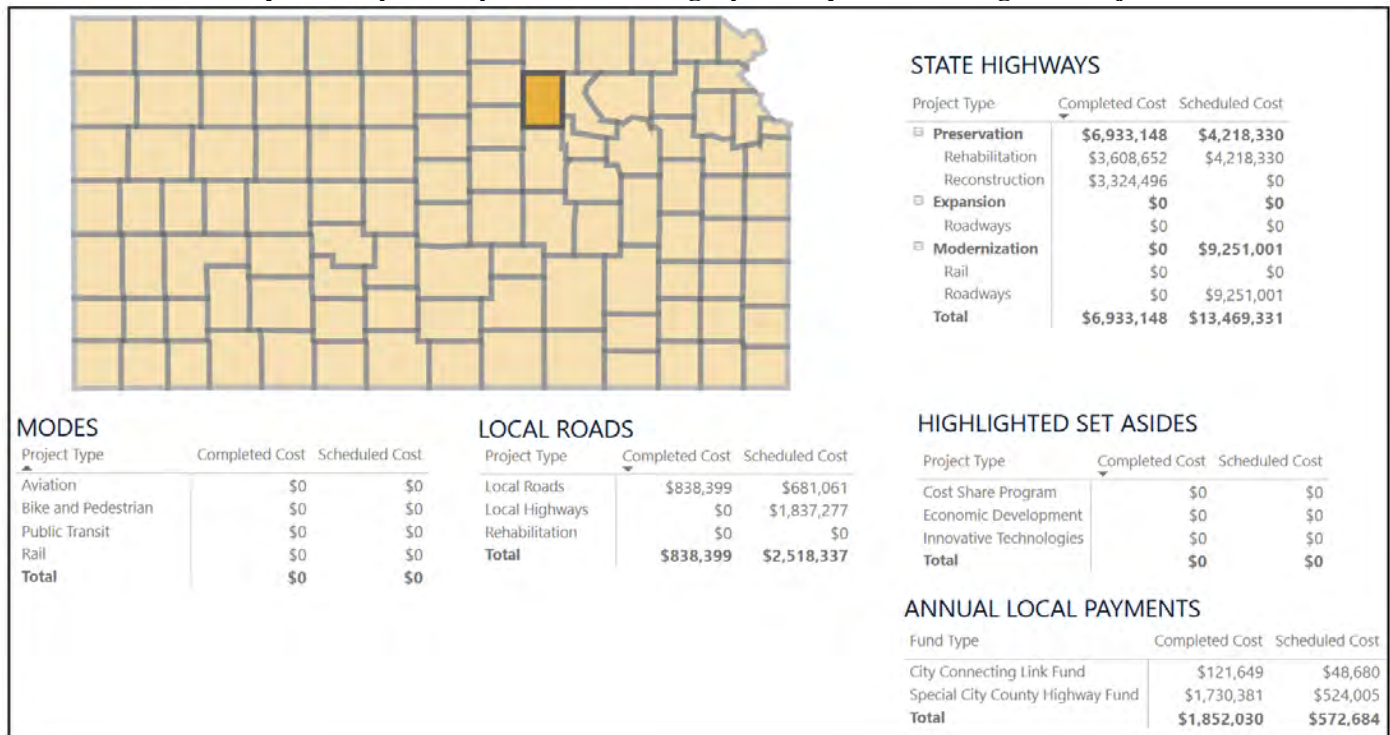 STATE HIGHWAYS
Project Type Completed Cost Scheduled Cost
Preservation $6,933,148 $4,218,330
Rehabilitation $3,608,652 $4,218,330
Reconstruction $3,324,496 $0
Expansion $0 $0
Roadways $0 $0
Modernization $0 $9,251,001
Rail $0 $0
Roadways $0 $9,251,001
Total $6,933,148 $13,469,331
MODES
Project Type Completed Cost Scheduled Cost
Aviation $0 $0
Bike and Pedestrian $0 $0
Public Transit $0 $0
Rail $0 $0
Total $0 $0
LOCAL ROADS
Project Type Completed Cost Scheduled Cost
Local Roads $838,399 $681,061
Local Highways $0 $1,837,277
Rehabilitation $0 $0
Total $838,399 $2,518,337
HIGHLIGHTED SET ASIDES
Project Type Completed Cost Scheduled Cost
Cost Share Program $0 $0
Economic Development $0 $0
Innovative Technologies $0 $0
Total $0 $0
ANNUAL LOCAL PAYMENTS
Fund Type Completed Cost Scheduled Cost
City Connecting Link Fund $121,649 $48,680
Special City County Highway Fund $1,730,381 $524,005
Total $1,852,030 $572,684